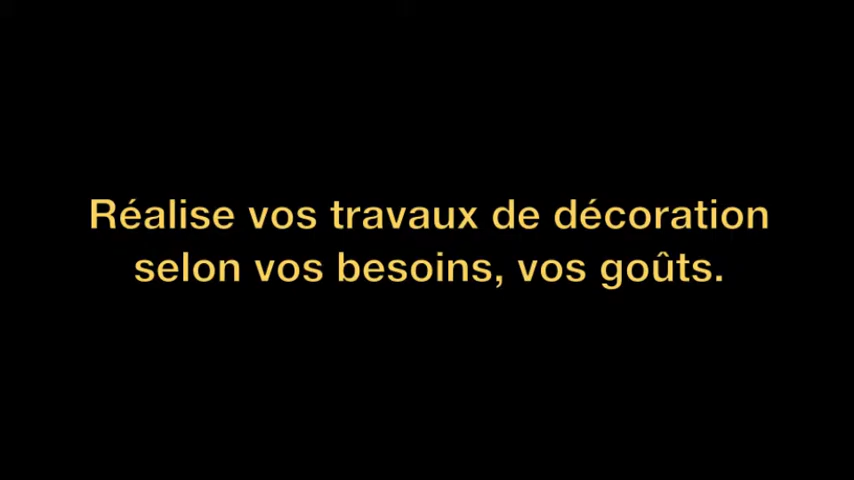 Réalise vos travaux de décoration
selon vos besoins, vos goûts.